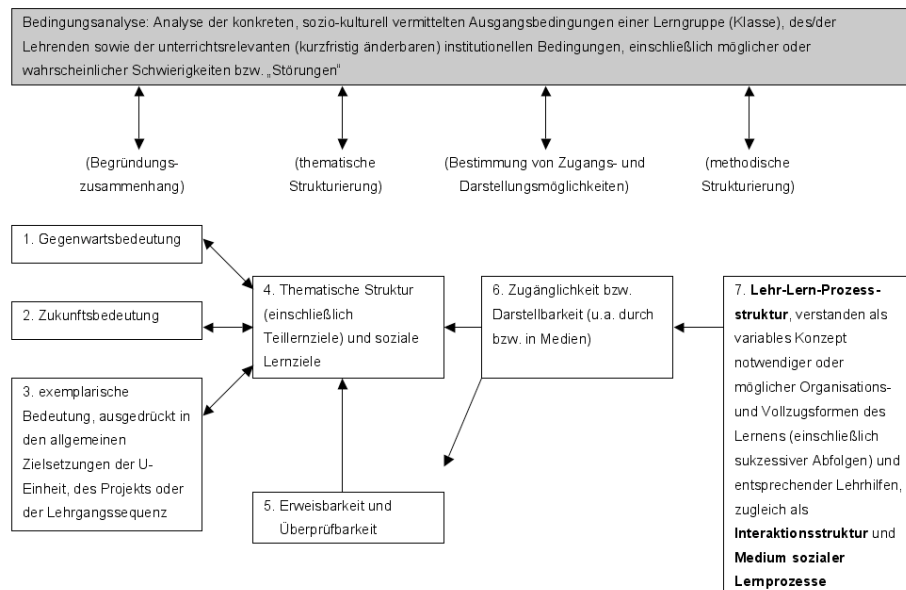 Bedingungsanalyse: Analyse der konkreten, sozio-kulturell vermittelten Ausgangsbedingungen einer Lerngruppe (Klasse), des/der
Lehrenden sowie der unterrichtsrelevanten (kurzfristig änderbaren) institutionellen Bedingungen, einschließlich möglicher oder
wahrscheinlicher Schwierigkeiten bzw. „Störungen“
(Begründungs-
zusammenhang)
(thematische
Strukturierung)
(Bestimmung von Zugangs- und
Darstellungsmöglichkeiten)
(methodische
Strukturierung)
1. Gegenwartsbedeutung
2. Zukunftsbedeutung
3. exemplarische
Bedeutung, ausgedrückt in
den allgemeinen
Zielsetzungen der U-
Einheit, des Projekts oder
der Lehrgangssequenz
4. Thematische Struktur
(einschließlich
Teillernziele) und soziale
Lernziele
5. Erweisbarkeit und
Überprüfbarkeit
6. Zugänglichkeit bzw.
Darstellbarkeit (u.a. durch
bzw. in Medien)
7. Lehr-Lern-Prozess-
struktur, verstanden als
variables Konzept
notwendiger oder
möglicher Organisations-
und Vollzugsformen des
Lernens (einschließlich
sukzessiver Abfolgen) und
entsprechender Lehrhilfen,
zugleich als
Interaktionsstruktur und
Medium sozialer
Lernprozesse